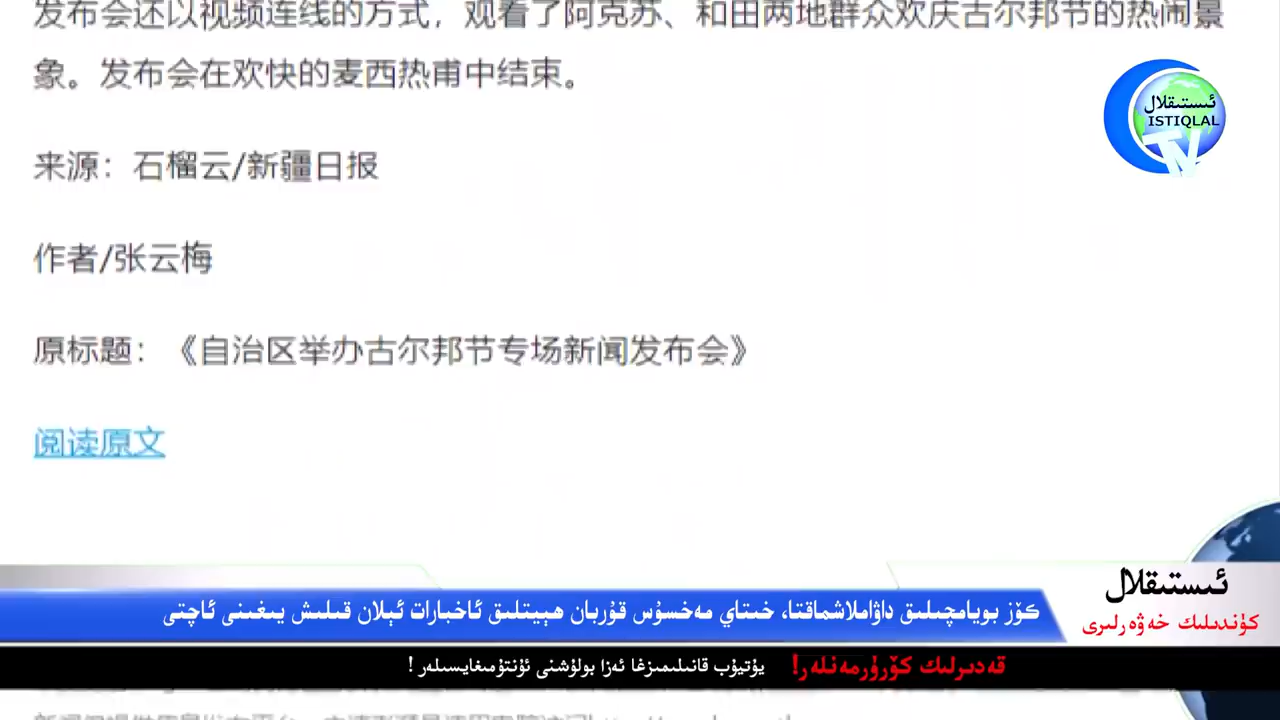 发布会还以视频连线的方式，观看了阿克苏、和田两地群众欢庆古尔邦节的热闹景
象。发布会在欢快的麦西热甫中结束。
ئىستىقلال
ISTIQLAL
TV
来源：石榴云/新疆日报
作者/张云梅
原标题：《自治区举办古尔邦节专场新闻发布会》
阅读原文
ئىستىقلال
كۈندىلىك خەۋەرلىرى
كۆز بويامچىلىق داۋاملاشماقتا، خىتاي مەخسۇس قۇربان ھېيتلىق ئاخبارات ئېلان قىلىش يىغىنى ئاچتى
قەدىرلىك كۆرۈرمەنلەر! يۇتيۇب قانىلىمىزغا ئەزا بولۇشنى ئۇنتۇمىغايسىلەر !